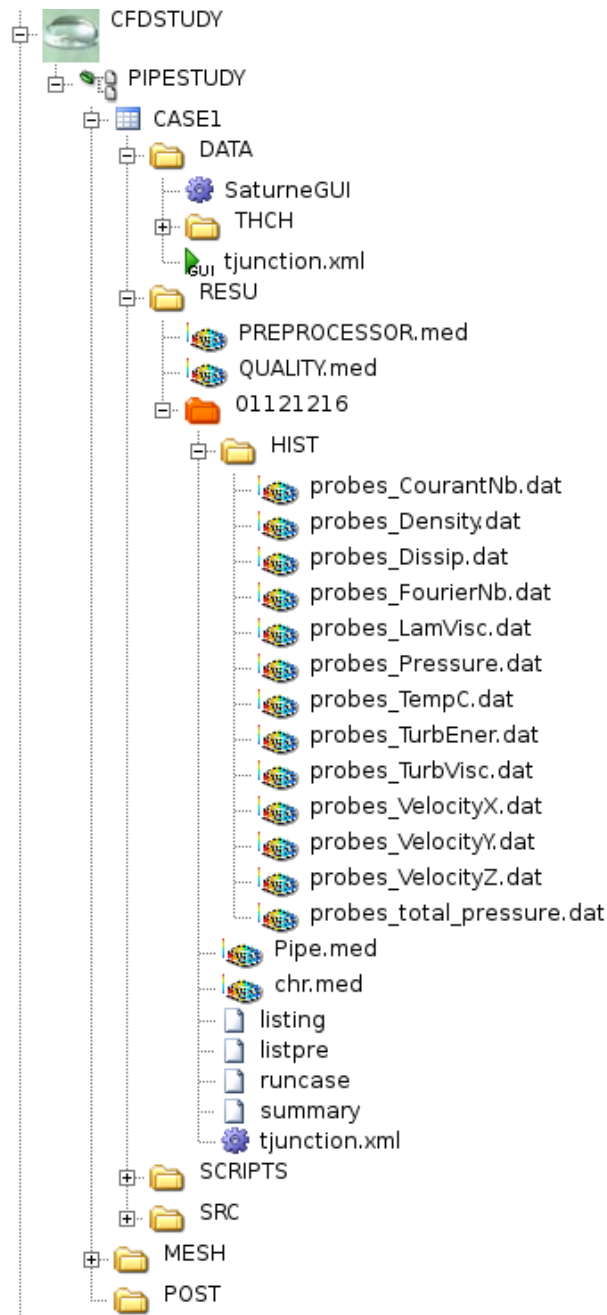 CFDSTUDY
PIPESTUDY
CASE1
DATA
SaturneGUI
THCH
GUI tjunction.xml
RESU
PREPROCESSOR.med
QUALITY.med
01121216
HIST
probes_CourantNb.dat
probes_Density.dat
probes_Dissip.dat
probes_FourierNb.dat
probes_LamVisc.dat
probes_Pressure.dat
probes_TempC.dat
probes_TurbEner.dat
probes_TurbVisc.dat
probes_VelocityX.dat
probes_VelocityY.dat
probes_VelocityZ.dat
probes_total_pressure.dat
Pipe.med
chr.med
listing
listpre
runcase
summary
tjunction.xml
SCRIPTS
SRC
MESH
POST